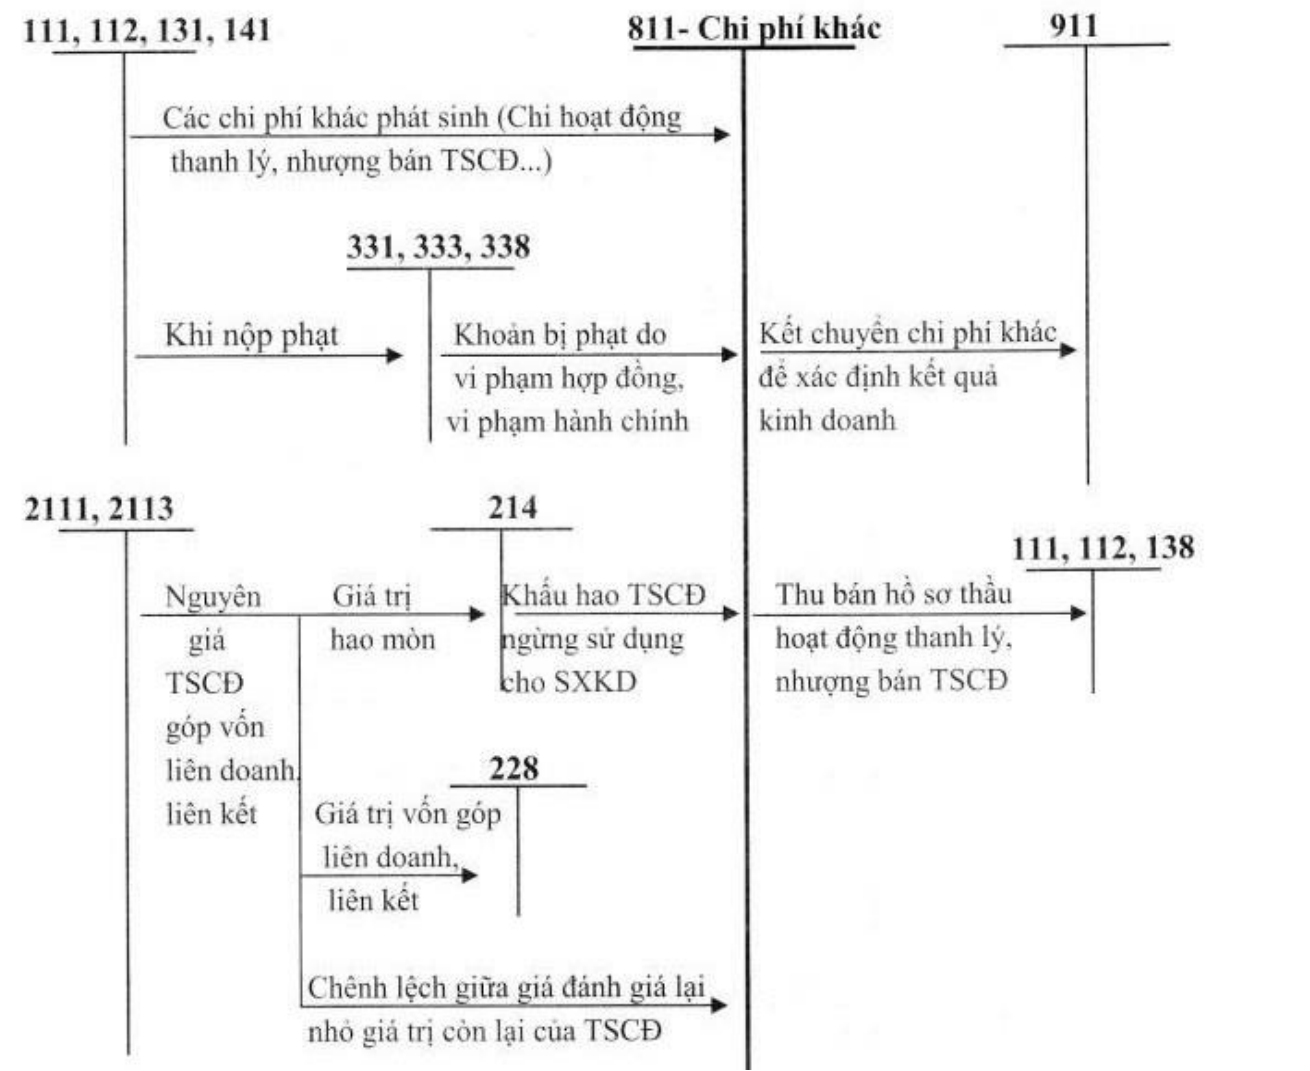 111, 112, 131, 141
811- Chi phí khác
911
Các chi phí khác phát sinh (Chi hoạt động
thanh lý, nhượng bán TSCĐ...)
331, 333, 338
Khi nộp phạt
Khoản bị phạt do
vi phạm hợp đồng,
vi phạm hành chính
Kết chuyển chi phí khác
để xác định kết quả
kinh doanh
2111, 2113
214
111, 112, 138
Nguyên
giá
TSCĐ
góp vốn
liên doanh,
liên kết
Giá trị
hao mòn
Khấu hao TSCĐ
ngừng sử dụng
cho SXKD
Thu bán hồ sơ thầu
hoạt động thanh lý,
nhượng bán TSCĐ
228
Giá trị vốn góp
liên doanh,
liên kết
Chênh lệch giữa giá đánh giá lại
nhỏ giá trị còn lại của TSCĐ